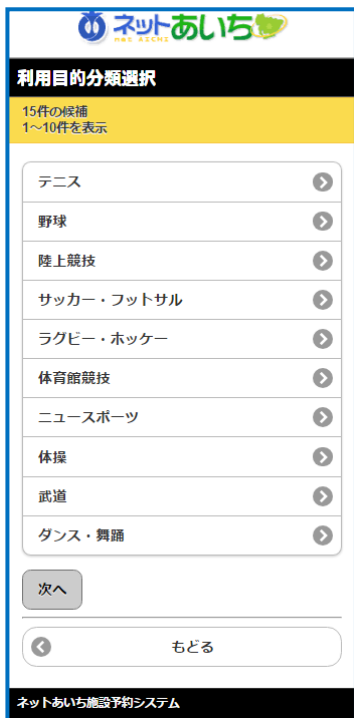 ネットあいち
Net AICHI
利用目的分類選択
15件の候補
1～10件を表示
テニス
野球
陸上競技
サッカー・フットサル
ラグビー・ホッケー
体育館競技
ニュースポーツ
体操
武道
ダンス・舞踊
次へ
もどる
ネットあいち施設予約システム